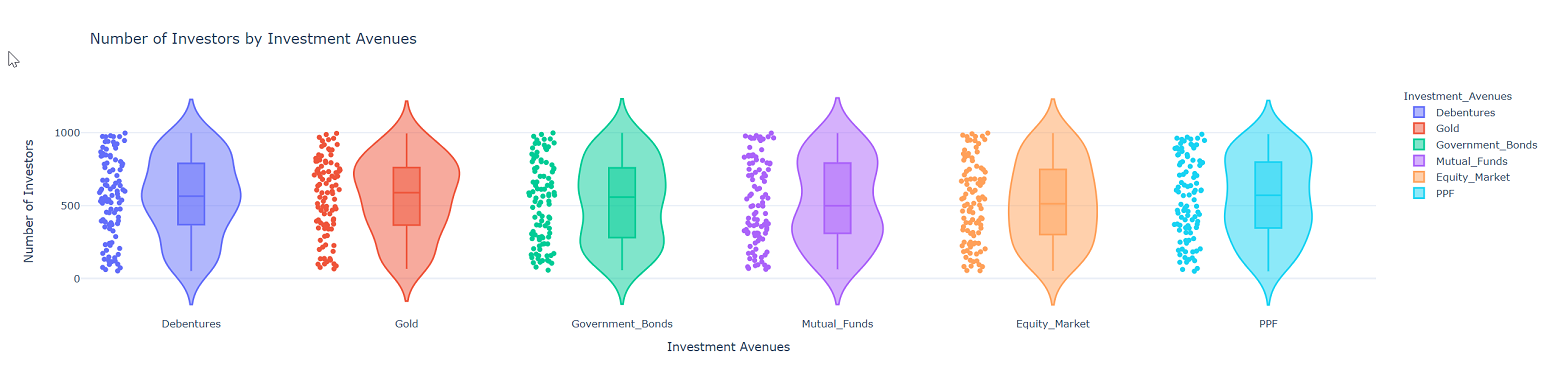 Number of Investors by Investment Avenues
Number of Investors
1000
500
0
Debentures
Gold
Government_Bonds
Mutual_Funds
Equity_Market
PPF
Investment Avenues
Investment_Avenues
Debentures
Gold
Government_Bonds
Mutual_Funds
Equity_Market
PPF